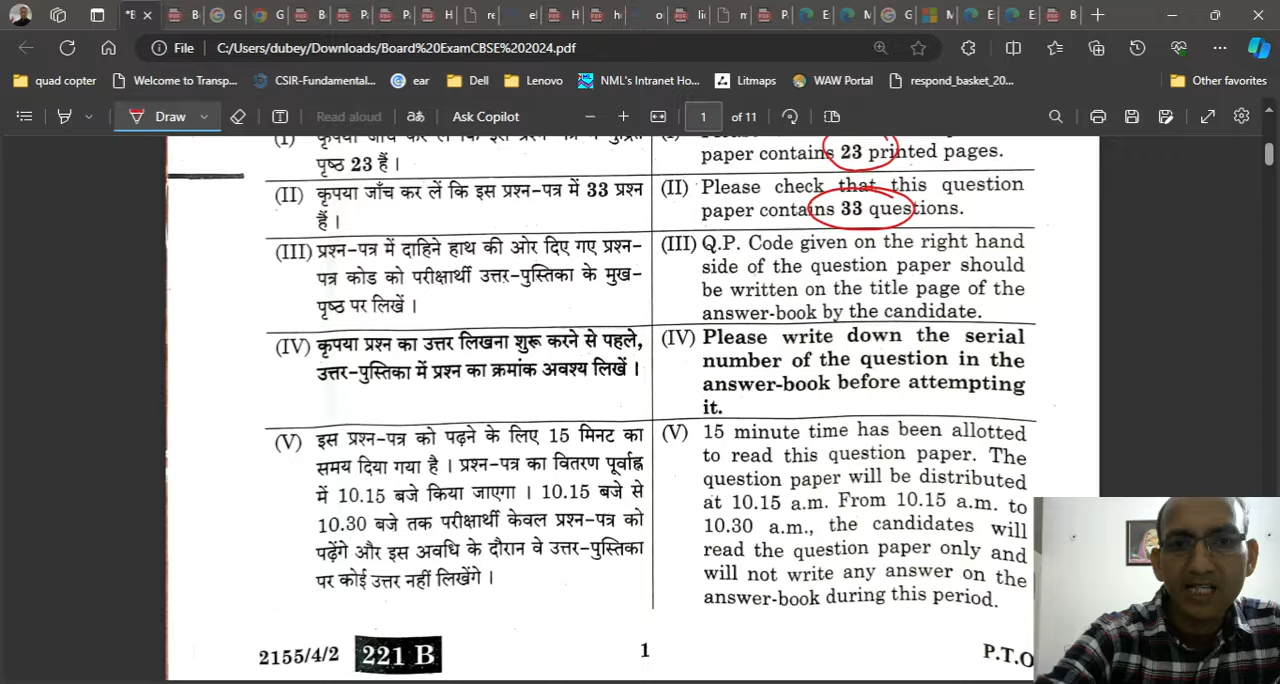 *B
B
G
G
B
P
P
H
re
el
H
h
o
li
m
P
E
M
G
M
E
E
B
File
C:/Users/dubey/Downloads/Board%20ExamCBSE%202024.pdf
quad copter
Welcome to Transp...
CSIR-Fundamental...
ear
Dell
Lenovo
NML's Intranet Ho...
Litmaps
WAW Portal
respond_basket_20...
Other favorites
Draw
Read aloud
Ask Copilot
1
of 11
(I) कृपया जाँच कर लें कि इस प्रश्न-पत्र में मुद्रित
पृष्ठ 23 हैं ।
(II) कृपया जाँच कर लें कि इस प्रश्न-पत्र में 33 प्रश्न
हैं ।
(III) प्रश्न-पत्र में दाहिने हाथ की ओर दिए गए प्रश्न-
पत्र कोड को परीक्षार्थी उत्तर-पुस्तिका के मुख-
पृष्ठ पर लिखें ।
(IV) कृपया प्रश्न का उत्तर लिखना शुरू करने से पहले,
उत्तर-पुस्तिका में प्रश्न का क्रमांक अवश्य लिखें ।
(V) इस प्रश्न-पत्र को पढ़ने के लिए 15 मिनट का
समय दिया गया है । प्रश्न-पत्र का वितरण पूर्वाह्न
में 10.15 बजे किया जाएगा । 10.15 बजे से
10.30 बजे तक परीक्षार्थी केवल प्रश्न-पत्र को
पढ़ेंगे और इस अवधि के दौरान वे उत्तर-पुस्तिका
पर कोई उत्तर नहीं लिखेंगे ।
paper contains 23 printed pages.
(II) Please check that this question
paper contains 33 questions.
(III) Q.P. Code given on the right hand
side of the question paper should
be written on the title page of the
answer-book by the candidate.
(IV) Please write down the serial
number of the question in the
answer-book before attempting
it.
(V) 15 minute time has been allotted
to read this question paper. The
question paper will be distributed
at 10.15 a.m. From 10.15 a.m. to
10.30 a.m., the candidates will
read the question paper only and
will not write any answer on the
answer-book during this period.
2155/4/2 221 B
1
P.T.O